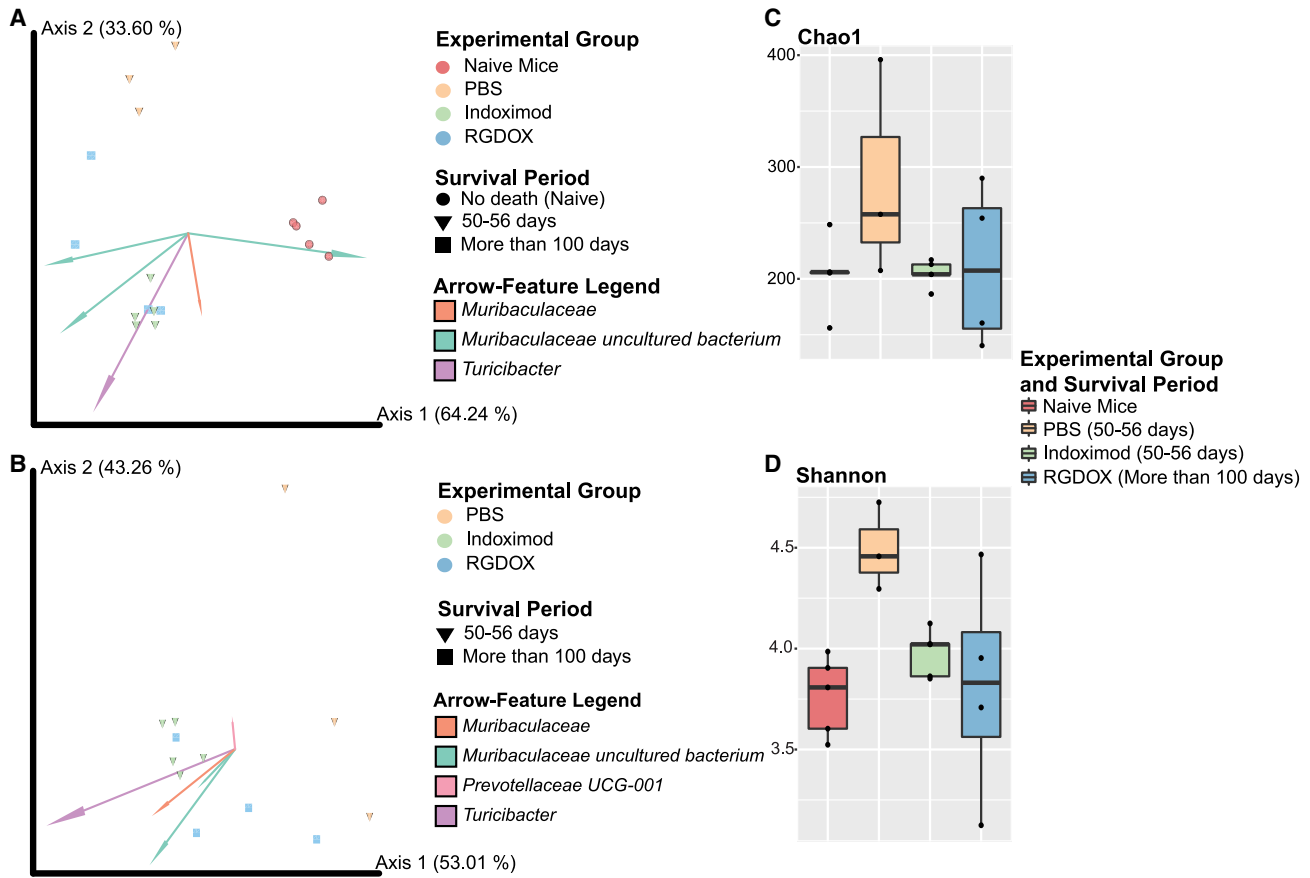 A
Axis 2 (33.60 %)
Experimental Group
Naive Mice
PBS
Indoximod
RGDOX
Survival Period
No death (Naive)
50-56 days
More than 100 days
Arrow-Feature Legend
Muribaculaceae
Muribaculaceae uncultured bacterium
Turicibacter
Axis 1 (64.24 %)
B
Axis 2 (43.26 %)
Experimental Group
PBS
Indoximod
RGDOX
Survival Period
50-56 days
More than 100 days
Arrow-Feature Legend
Muribaculaceae
Muribaculaceae uncultured bacterium
Prevotellaceae UCG-001
Turicibacter
Axis 1 (53.01 %)
C
Chao1
400
300
200
D
Shannon
4.5
4.0
3.5
Experimental Group
and Survival Period
Naive Mice
PBS (50-56 days)
Indoximod (50-56 days)
RGDOX (More than 100 days)